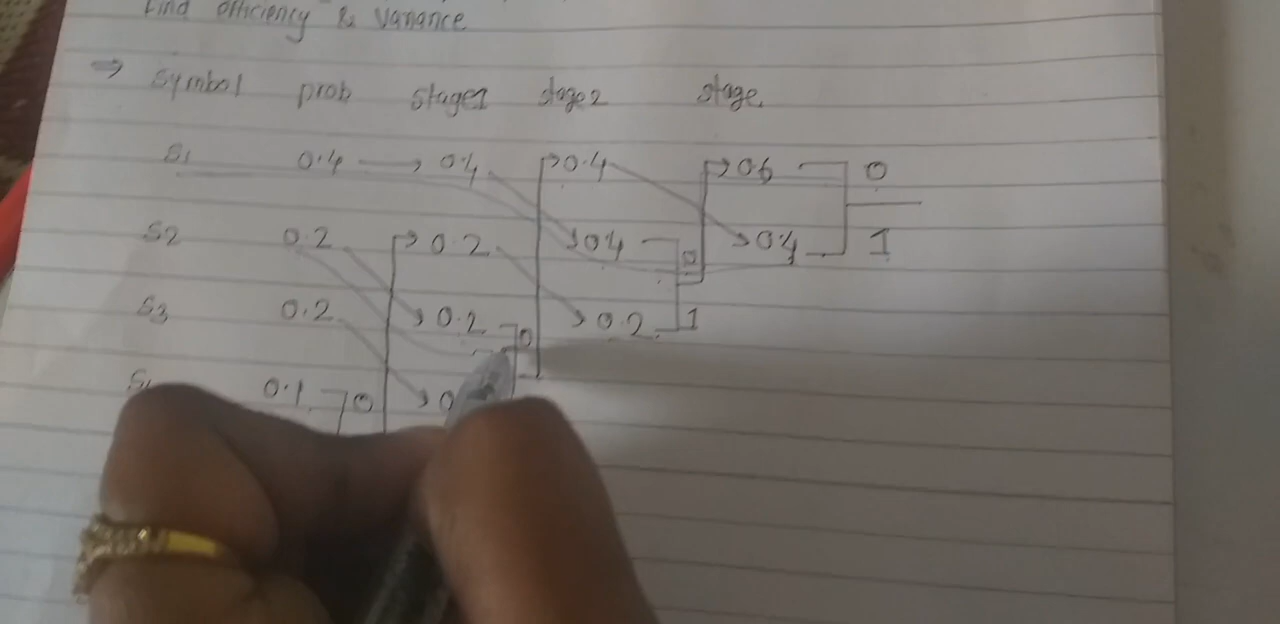 Find efficiency & Variance
⇒ Symbol prob stage1 stage2 stage
S1 0.4 → 0.4 0.4 0.6 0
S2 0.2 0.2 0.4 0 0.4 1
S3 0.2 0.2 0 0.2 1
0.1 0